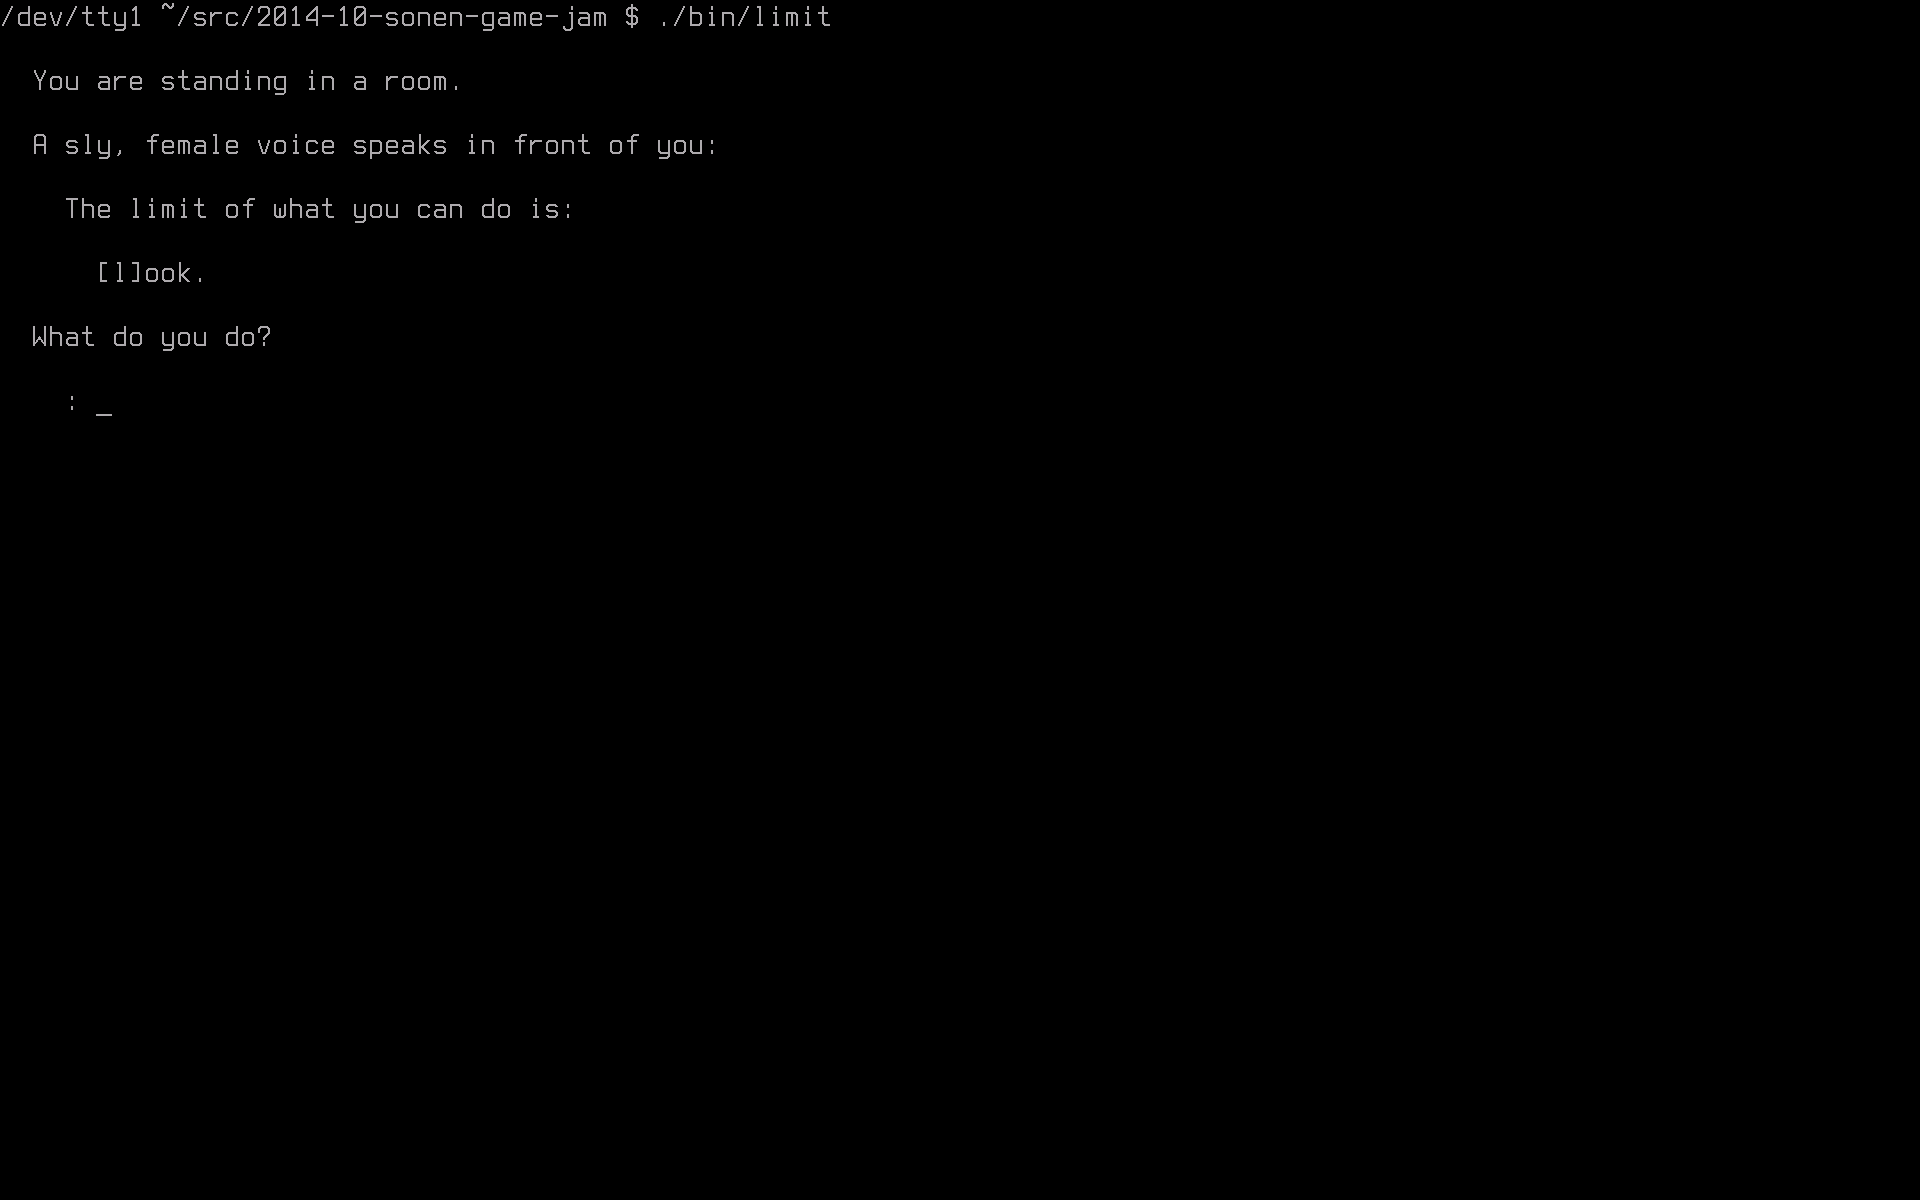 /dev/tty1 ~/src/2014-10-sonen-game-jam $ ./bin/limit
You are standing in a room.
A sly, female voice speaks in front of you:
The limit of what you can do is:
[l]ook.
What do you do?
: _